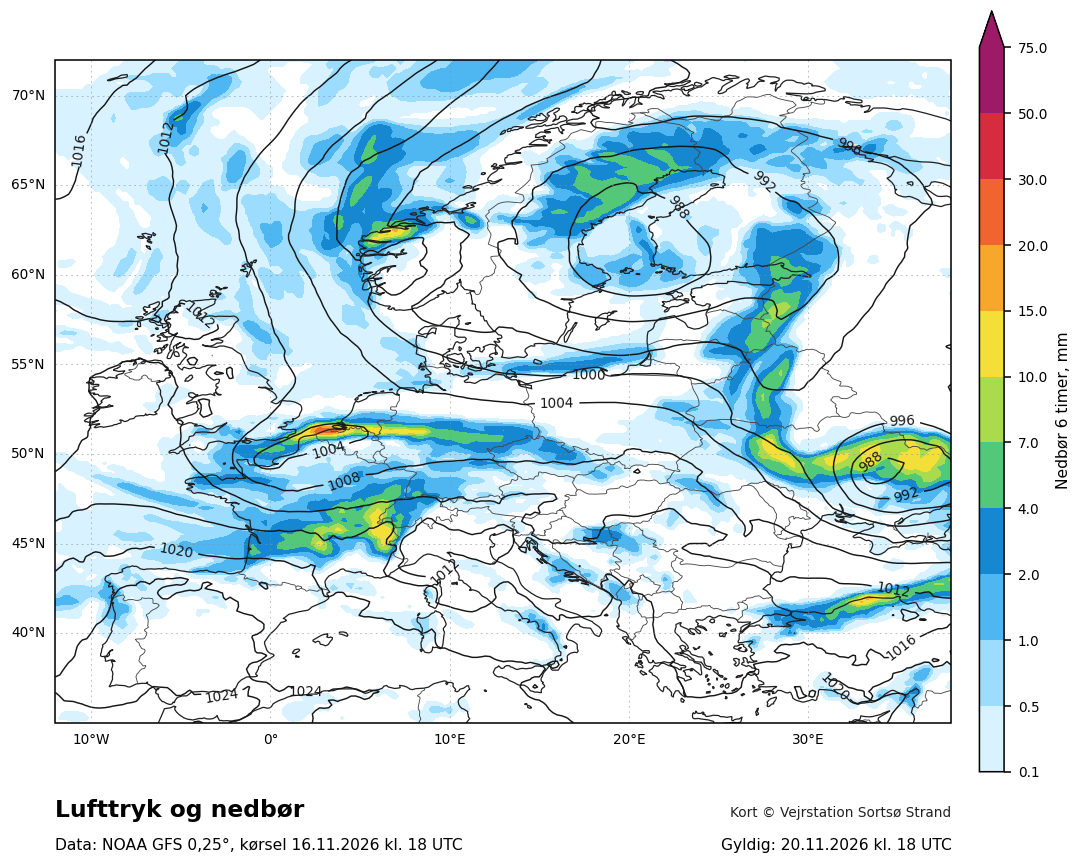 75.0
50.0
30.0
20.0
15.0
10.0
7.0
4.0
2.0
1.0
0.5
0.1
Nedbør 6 timer, mm
70°N
65°N
60°N
55°N
50°N
45°N
40°N
10°W
0°
10°E
20°E
30°E
1016
1012
996
992
988
1012
1000
1004
1004
1008
996
988
992
1020
1012
1012
1016
1024
1024
Lufttryk og nedbør
Kort © Vejrstation Sortsø Strand
Data: NOAA GFS 0,25°, kørsel 16.11.2026 kl. 18 UTC
Gyldig: 20.11.2026 kl. 18 UTC